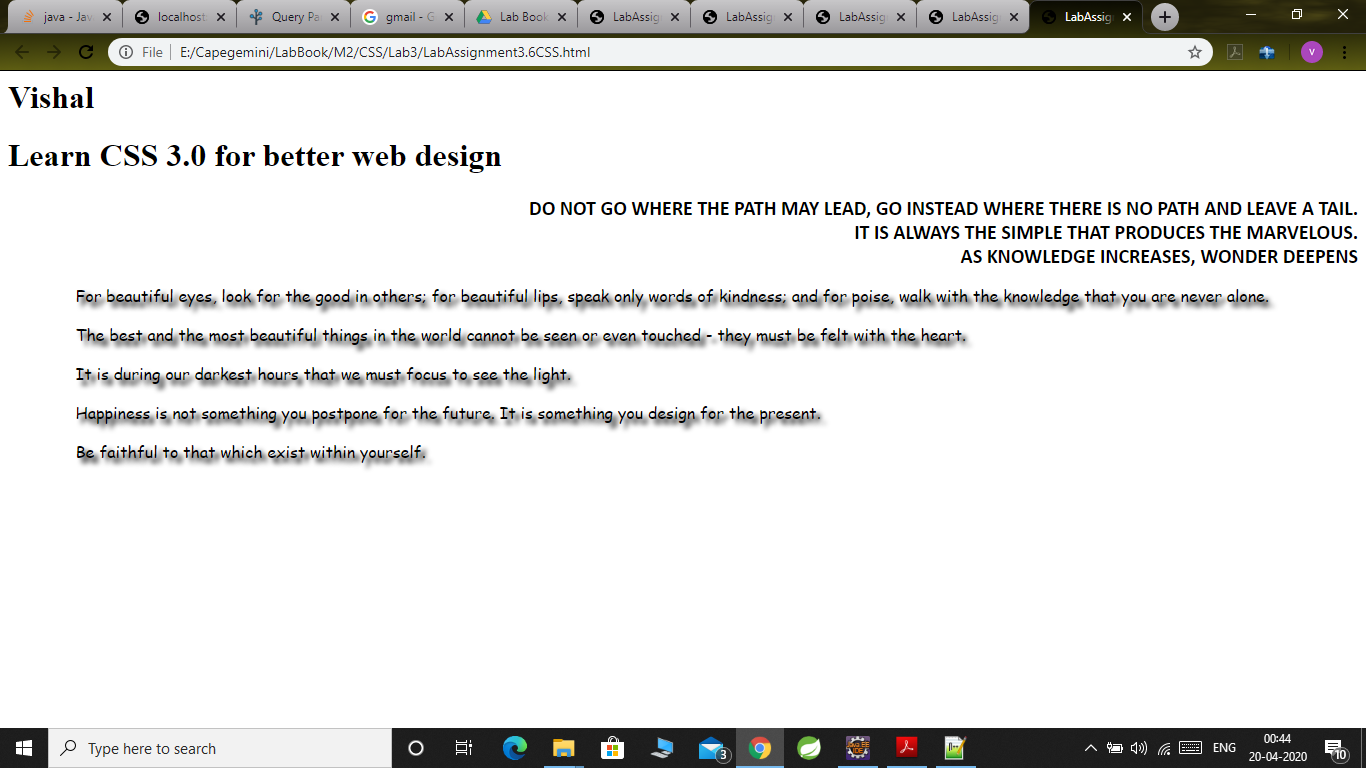 java - Jav
localhost
Query Pa
gmail - G
Lab Book
LabAssig
LabAssig
LabAssig
LabAssig
LabAssig
File
E:/Capegemini/LabBook/M2/CSS/Lab3/LabAssignment3.6CSS.html
V
Vishal
Learn CSS 3.0 for better web design
DO NOT GO WHERE THE PATH MAY LEAD, GO INSTEAD WHERE THERE IS NO PATH AND LEAVE A TAIL.
IT IS ALWAYS THE SIMPLE THAT PRODUCES THE MARVELOUS.
AS KNOWLEDGE INCREASES, WONDER DEEPENS
For beautiful eyes, look for the good in others; for beautiful lips, speak only words of kindness; and for poise, walk with the knowledge that you are never alone.
The best and the most beautiful things in the world cannot be seen or even touched - they must be felt with the heart.
It is during our darkest hours that we must focus to see the light.
Happiness is not something you postpone for the future. It is something you design for the present.
Be faithful to that which exist within yourself.
Type here to search
3
ENG
00:44
20-04-2020
10